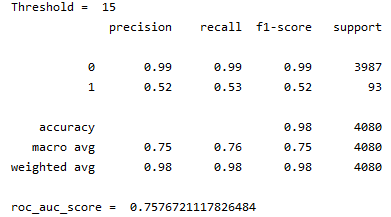 Threshold =  15
              precision    recall  f1-score   support

           0       0.99      0.99      0.99      3987
           1       0.52      0.53      0.52        93

    accuracy                           0.98      4080
   macro avg       0.75      0.76      0.75      4080
weighted avg       0.98      0.98      0.98      4080

roc_auc_score =  0.7576721117826484